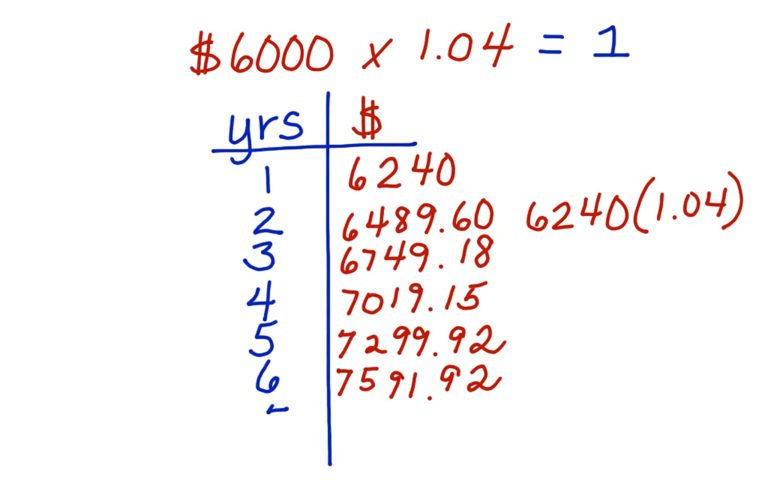 $6000 x 1.04 = 1
yrs $
1 6240
2 6489.60 6240(1.04)
3 6749.18
4 7019.15
5 7299.92
6 7591.92